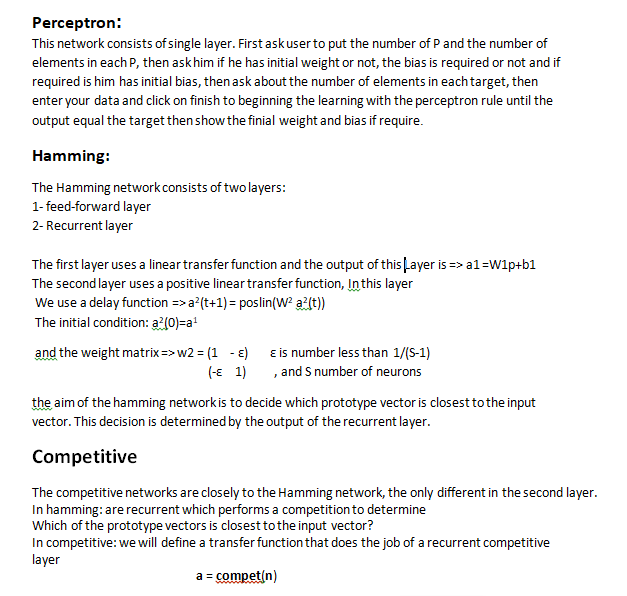 Perceptron:
This network consists of single layer. First ask user to put the number of P and the number of
elements in each P, then ask him if he has initial weight or not, the bias is required or not and if
required is him has initial bias, then ask about the number of elements in each target, then
enter your data and click on finish to beginning the learning with the perceptron rule until the
output equal the target then show the finial weight and bias if require.
Hamming:
The Hamming network consists of two layers:
1- feed-forward layer
2- Recurrent layer
The first layer uses a linear transfer function and the output of this Layer is => a1 =W1p+b1
The second layer uses a positive linear transfer function, In this layer
We use a delay function => a²(t+1) = poslin(W² a²(t))
The initial condition: a²(0)=a¹
and the weight matrix => w2 = (1 - ε) ε is number less than 1/(S-1)
(-ε 1) , and S number of neurons
the aim of the hamming network is to decide which prototype vector is closest to the input
vector. This decision is determined by the output of the recurrent layer.
Competitive
The competitive networks are closely to the Hamming network, the only different in the second layer.
In hamming: are recurrent which performs a competition to determine
Which of the prototype vectors is closest to the input vector?
In competitive: we will define a transfer function that does the job of a recurrent competitive
layer
a = compet(n)